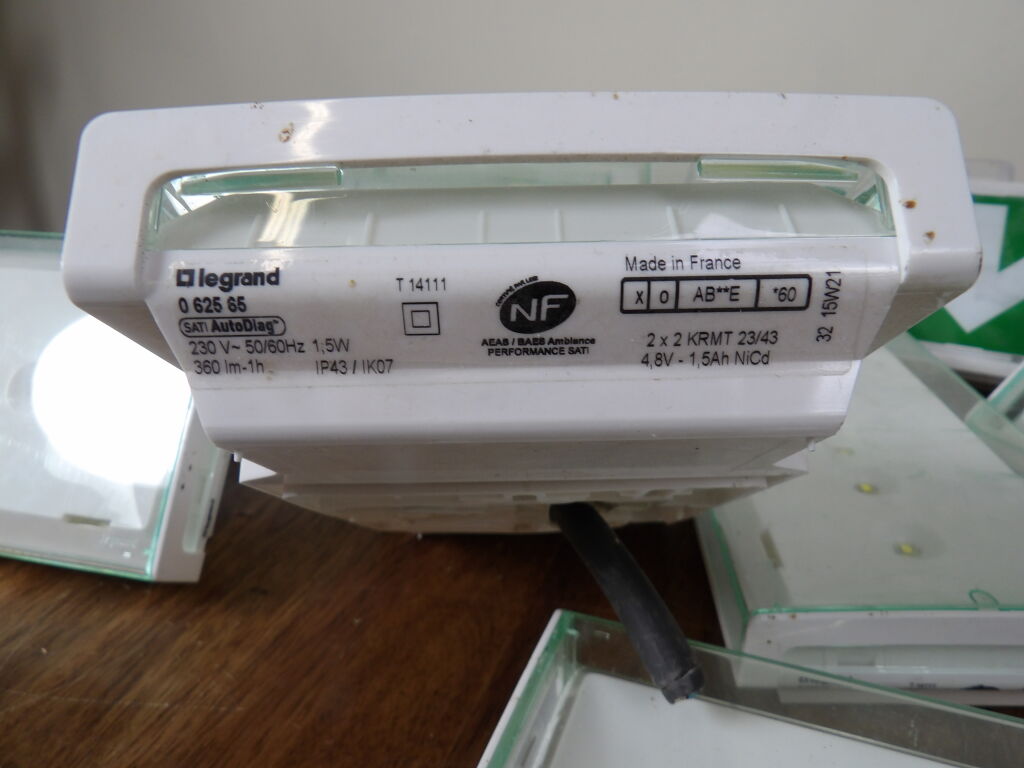 legrand
0 625 65
SATI AutoDiag
230 V~ 50/60Hz 1,5W
360 lm-1h IP43 / IK07
T 14111
NF
AEAS / BAES Ambiance
PERFORMANCE SATI
Made in France
x o AB**E *60
2 x 2 KRMT 23/43
4,8V - 1,5Ah NiCd
32 15W21